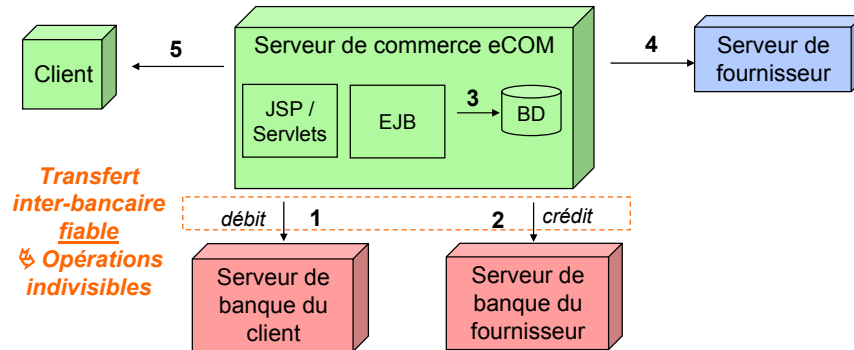 5
Serveur de commerce eCOM
4
Serveur de
fournisseur
Client
JSP /
Servlets
EJB
3
BD
Transfert
inter-bancaire
fiable
Opérations
indivisibles
débit
1
2
crédit
Serveur de
banque du
client
Serveur de
banque du
fournisseur